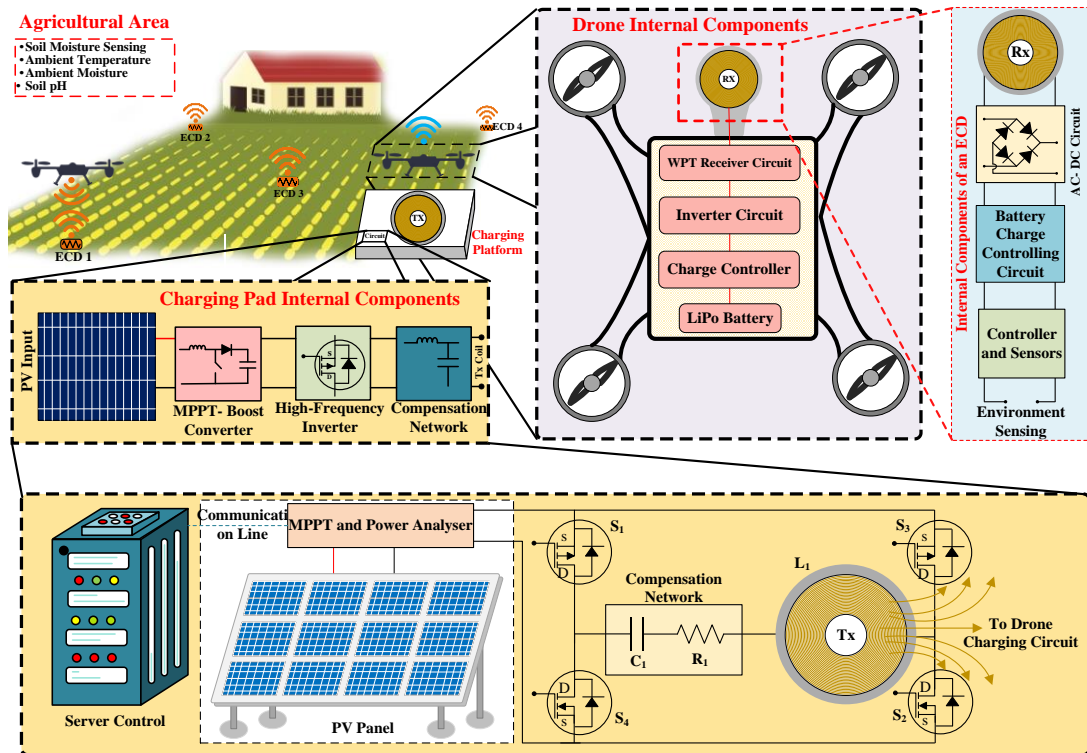 Agricultural Area
•Soil Moisture Sensing
•Ambient Temperature
•Ambient Moisture
•Soil pH
ECD 2
ECD 4
ECD 3
ECD 1
TX
Circuit
Charging
Platform
Drone Internal Components
RX
WPT Receiver Circuit
Inverter Circuit
Charge Controller
LiPo Battery
Internal Components of an ECD
Rx
AC- DC Circuit
Battery
Charge
Controlling
Circuit
Controller
and Sensors
Environment
Sensing
Charging Pad Internal Components
PV Input
MPPT- Boost
Converter
S
D
High-Frequency
Inverter
Compensation
Network
Tx Coil
Server Control
Communicati
on Line
MPPT and Power Analyser
PV Panel
S1
S
D
S3
S
D
Compensation
Network
C1
R1
L1
Tx
To Drone
Charging Circuit
D
S
S4
D
S
S2